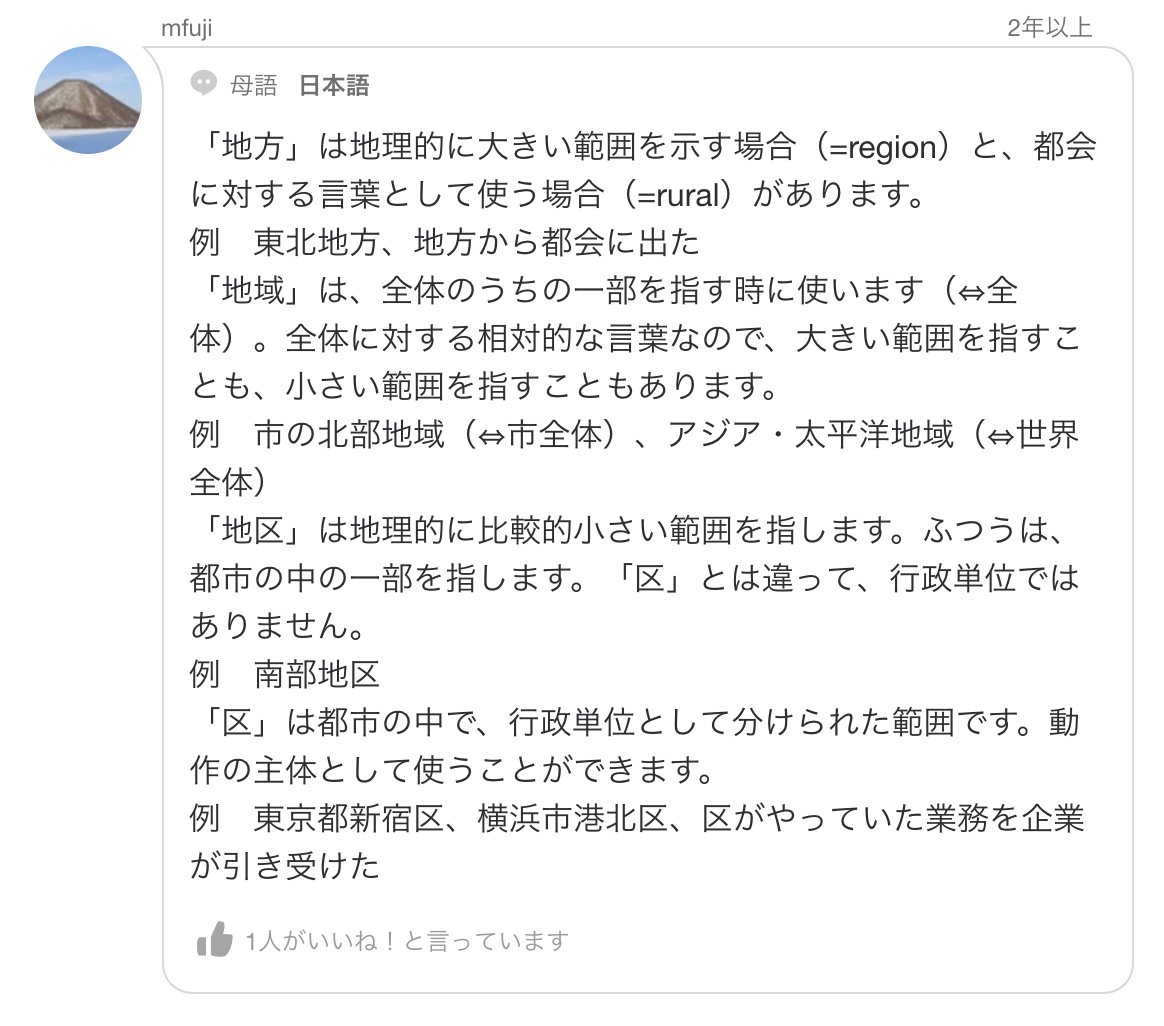 mfuji
2年以上
母語 日本語
「地方」は地理的に大きい範囲を示す場合（=region）と、都会
に対する言葉として使う場合（=rural）があります。
例　東北地方、地方から都会に出た
「地域」は、全体のうちの一部を指す時に使います（⇔全
体）。全体に対する相対的な言葉なので、大きい範囲を指すこ
とも、小さい範囲を指すこともあります。
例　市の北部地域（⇔市全体）、アジア・太平洋地域（⇔世界
全体）
「地区」は地理的に比較的小さい範囲を指します。ふつうは、
都市の中の一部を指します。「区」とは違って、行政単位では
ありません。
例　南部地区
「区」は都市の中で、行政単位として分けられた範囲です。動
作の主体として使うことができます。
例　東京都新宿区、横浜市港北区、区がやっていた業務を企業
が引き受けた
1人がいいね！と言っています